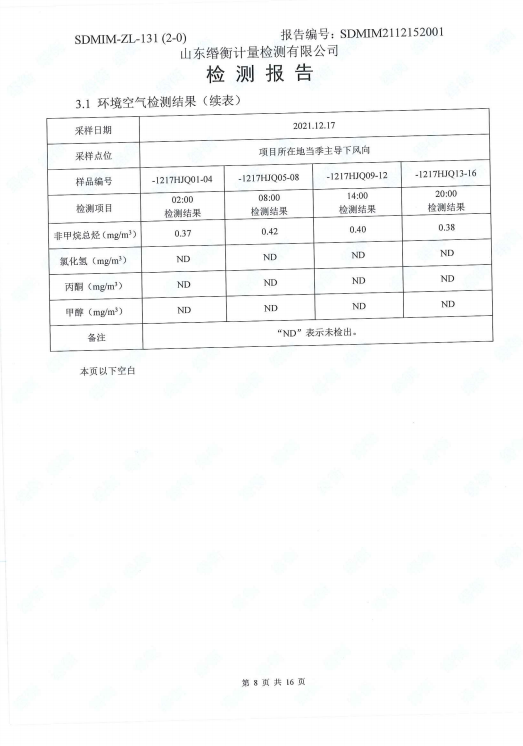 SDMIM-ZL-131 (2-0) 报告编号：SDMIM2112152001
山东缗衡计量检测有限公司
检 测 报 告
3.1 环境空气检测结果（续表）
采样日期 2021.12.17
采样点位 项目所在地当季主导下风向
样品编号 -1217HJQ01-04 -1217HJQ05-08 -1217HJQ09-12 -1217HJQ13-16
检测项目 02:00 检测结果 08:00 检测结果 14:00 检测结果 20:00 检测结果
非甲烷总烃（mg/m³） 0.37 0.42 0.40 0.38
氯化氢（mg/m³） ND ND ND ND
丙酮（mg/m³） ND ND ND ND
甲醇（mg/m³） ND ND ND ND
备注 “ND”表示未检出。
本页以下空白
第 8 页 共 16 页